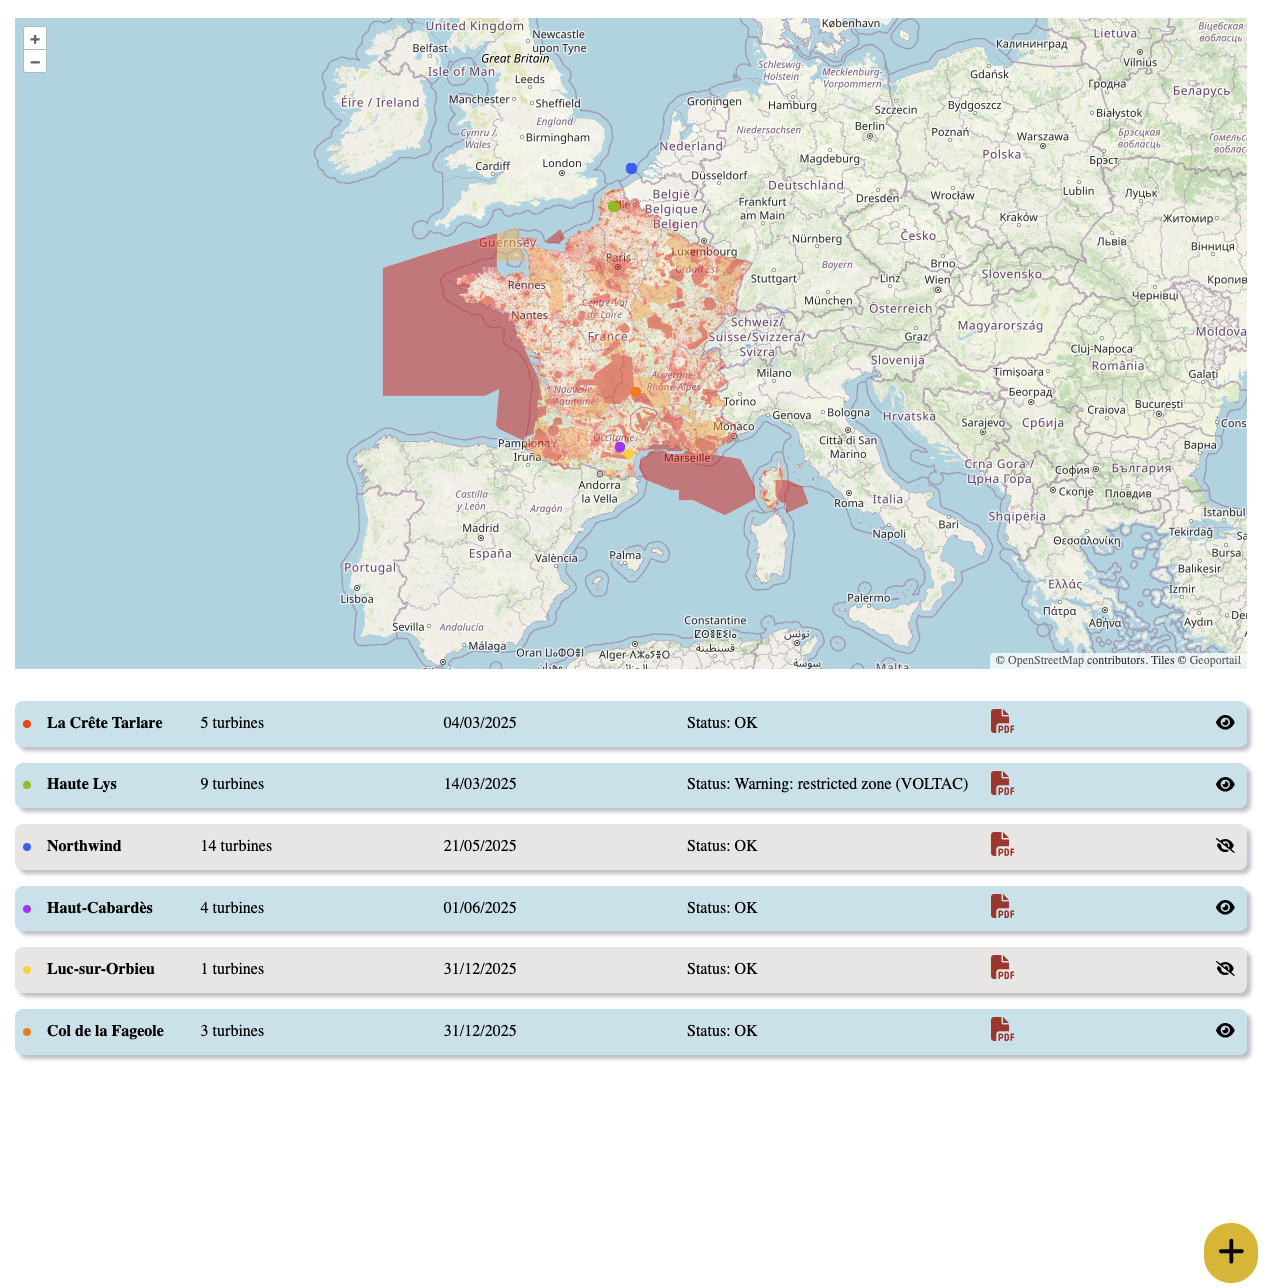 +
−
United Kingdom
København
Newcastle
upon Tyne
Belfast
Great Britain
Isle of Man
Leeds
Éire / Ireland
Manchester
Sheffield
England
Cymru /
Wales
Birmingham
Cardiff
London
Schleswig-
Holstein
Mecklenburg-
Vorpommern
Groningen
Hamburg
Szczecin
Niedersachsen
Berlin
Nederland
Magdeburg
Düsseldorf
Deutschland
België /
Belgique /
Belgien
Frankfurt
am Main
Dresden
Luxembourg
Nürnberg
Česko
Калининград
Gdańsk
Bydgoszcz
Poznań
Warszawa
Polska
Wrocław
Lublin
Kraków
Lietuva
Vilnius
Віцебская
вобласць
Гродна
Беларусь
Białystok
Брэсцкая
вобласць
Брэст
Луцьк
Житомир
Львів
Вінниця
Чернівці
Guernsey
Paris
Grand Est
Rennes
Centre-Val
de Loire
Nantes
France
Stuttgart
Bayern
Linz
Brno
Wien
Slovensko
München
Österreich
Schweiz/
Suisse/Svizzera/
Svizra
Graz
Magyarország
Slovenija
Cluj-Napoca
România
Milano
Timișoara
Galați
Auvergne-
Rhône-Alpes
Nouvelle
Aquitaine
Torino
Genova
Bologna
Hrvatska
Београд
Craiova
București
Monaco
Sarajevo
Србија
Occitanie
Pamplona /
Iruña
Marseille
Città di San
Marino
Варна
Crna Gora /
Црна Гора
София
България
Andorra
la Vella
Скопје
Пловдив
Castilla
y León
Aragón
Roma
Italia
Shqipëria
Istanbul
Madrid
Napoli
Bari
Tekirdağ
España
València
Palma
Θεσσαλονίκη
Bursa
Portugal
Balıkesir
Ελλάς
İzmir
Lisboa
Palermo
Πάτρα
Αθήνα
Aydın
Sevilla
Andalucía
Constantine
ⵇⵙⴻⵏⵟⵉⵏⴰ
قسنطينة
تونس
Málaga
Oran
Alger
سوسة
Malta
© OpenStreetMap contributors. Tiles © Geoportail
La Crête Tarlare 5 turbines 04/03/2025 Status: OK PDF
Haute Lys 9 turbines 14/03/2025 Status: Warning: restricted zone (VOLTAC) PDF
Northwind 14 turbines 21/05/2025 Status: OK PDF
Haut-Cabardès 4 turbines 01/06/2025 Status: OK PDF
Luc-sur-Orbieu 1 turbines 31/12/2025 Status: OK PDF
Col de la Fageole 3 turbines 31/12/2025 Status: OK PDF
+